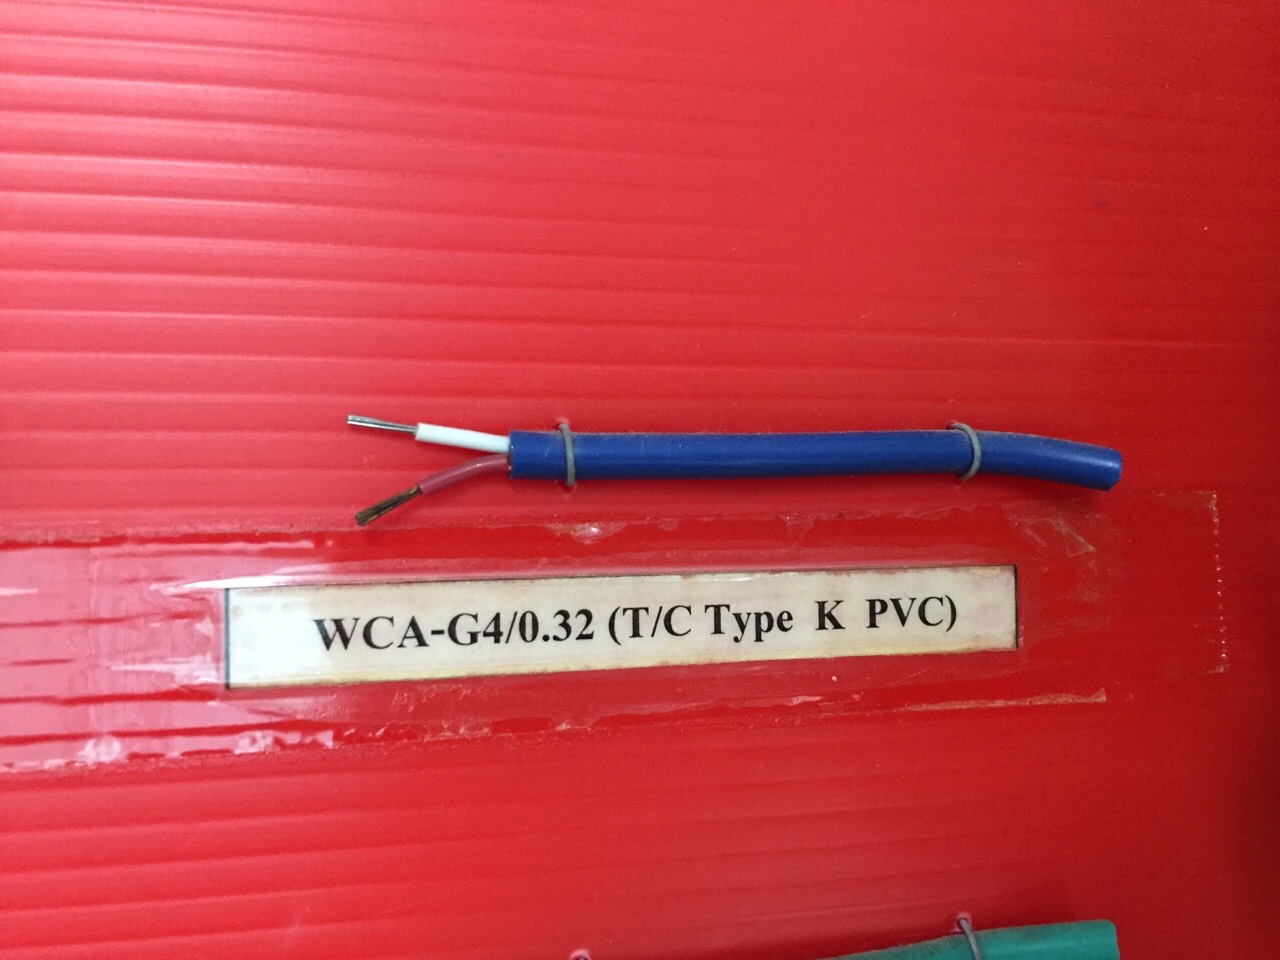 WCA-G4/0.32 (T/C Type K PVC)